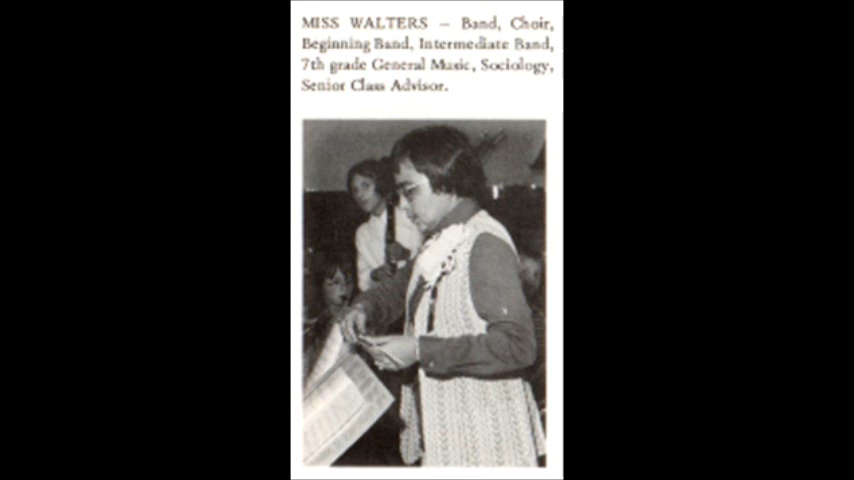 MISS WALTERS – Band, Choir,
Beginning Band, Intermediate Band,
7th grade General Music, Sociology,
Senior Class Advisor.